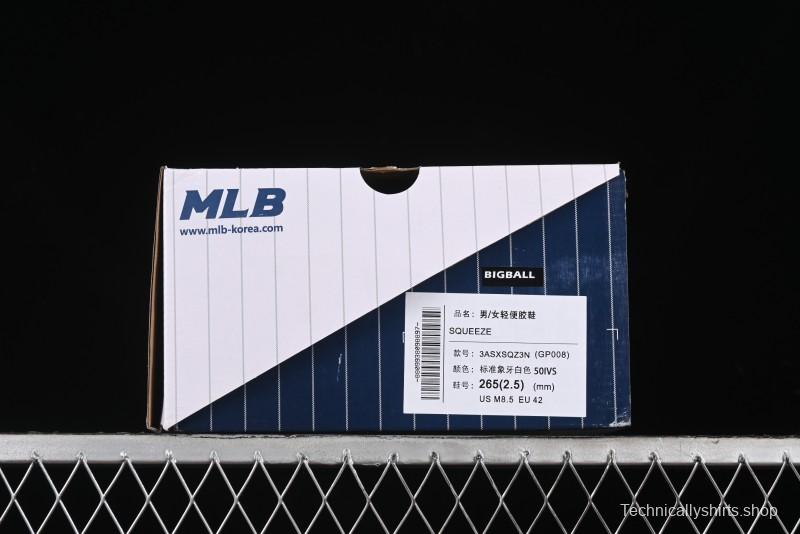 MLB
www.mlb-korea.com
BIGBALL
品名：男/女轻便胶鞋
SQUEEZE
款号：3ASXSQZ3N (GP008)
颜色：标准象牙白色 50IVS
鞋号：265(2.5) (mm)
US M8.5 EU 42
Technicallyshirts.shop